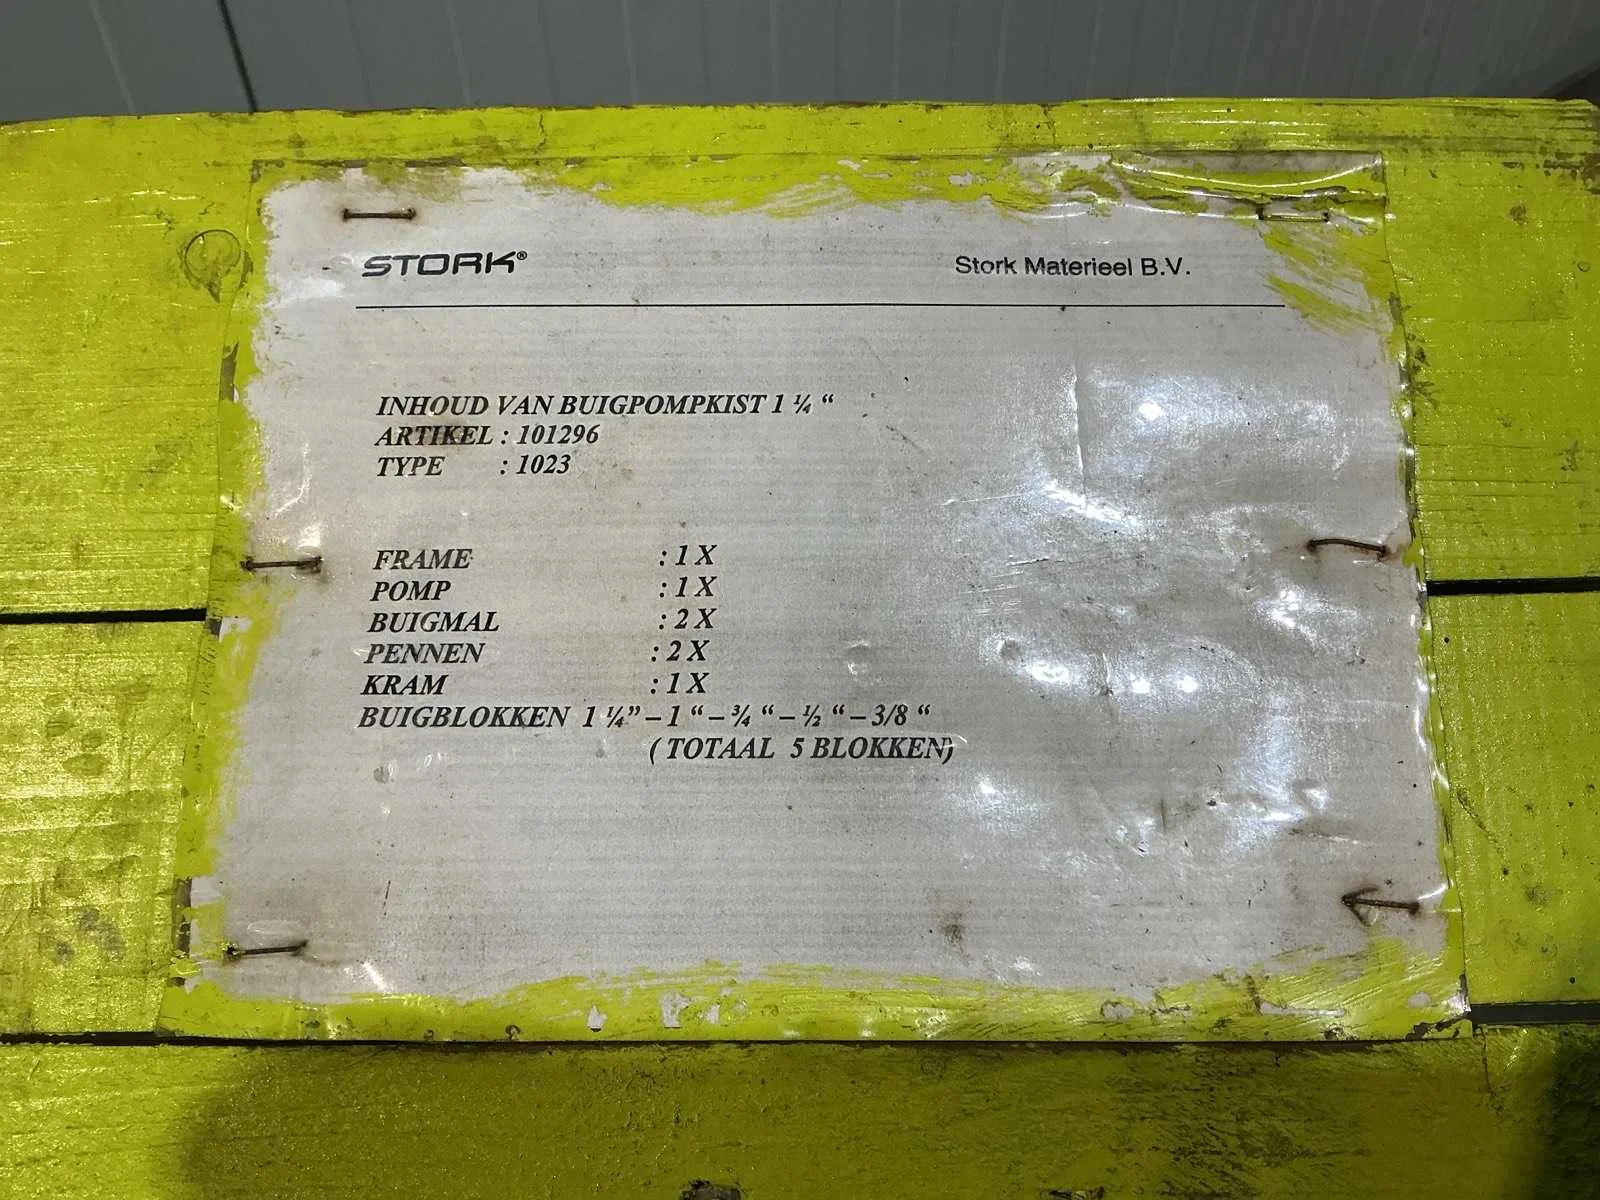 STORK®
Stork Materieel B.V.
INHOUD VAN BUIGPOMPKIST 1 ¼ “
ARTIKEL : 101296
TYPE : 1023
FRAME : 1 X
POMP : 1 X
BUIGMAL : 2 X
PENNEN : 2 X
KRAM : 1 X
BUIGBLOKKEN 1 ¼” – 1 “ – ¾ “ – ½ “ – 3/8 “
( TOTAAL 5 BLOKKEN)